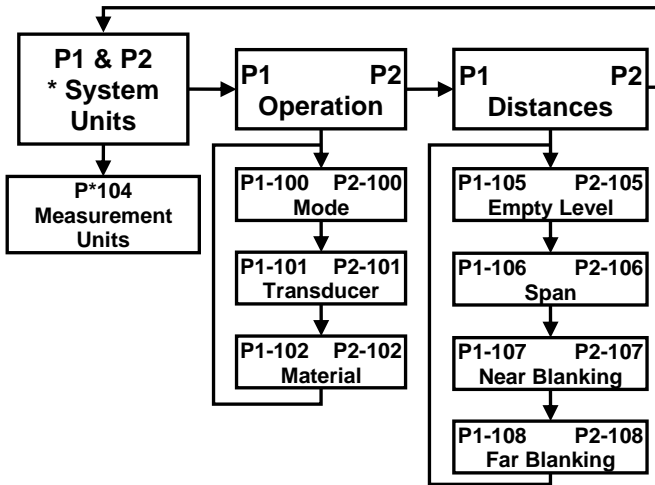 P1 & P2
* System
Units
P*104
Measurement
Units
P1 P2
Operation
P1-100 P2-100
Mode
P1-101 P2-101
Transducer
P1-102 P2-102
Material
P1 P2
Distances
P1-105 P2-105
Empty Level
P1-106 P2-106
Span
P1-107 P2-107
Near Blanking
P1-108 P2-108
Far Blanking